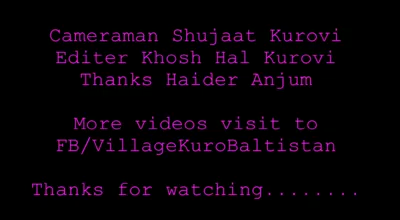 Cameraman Shujaat Kurovi
Editer Khosh Hal Kurovi
Thanks Haider Anjum
More videos visit to
FB/VillageKuroBaltistan
Thanks for watching........